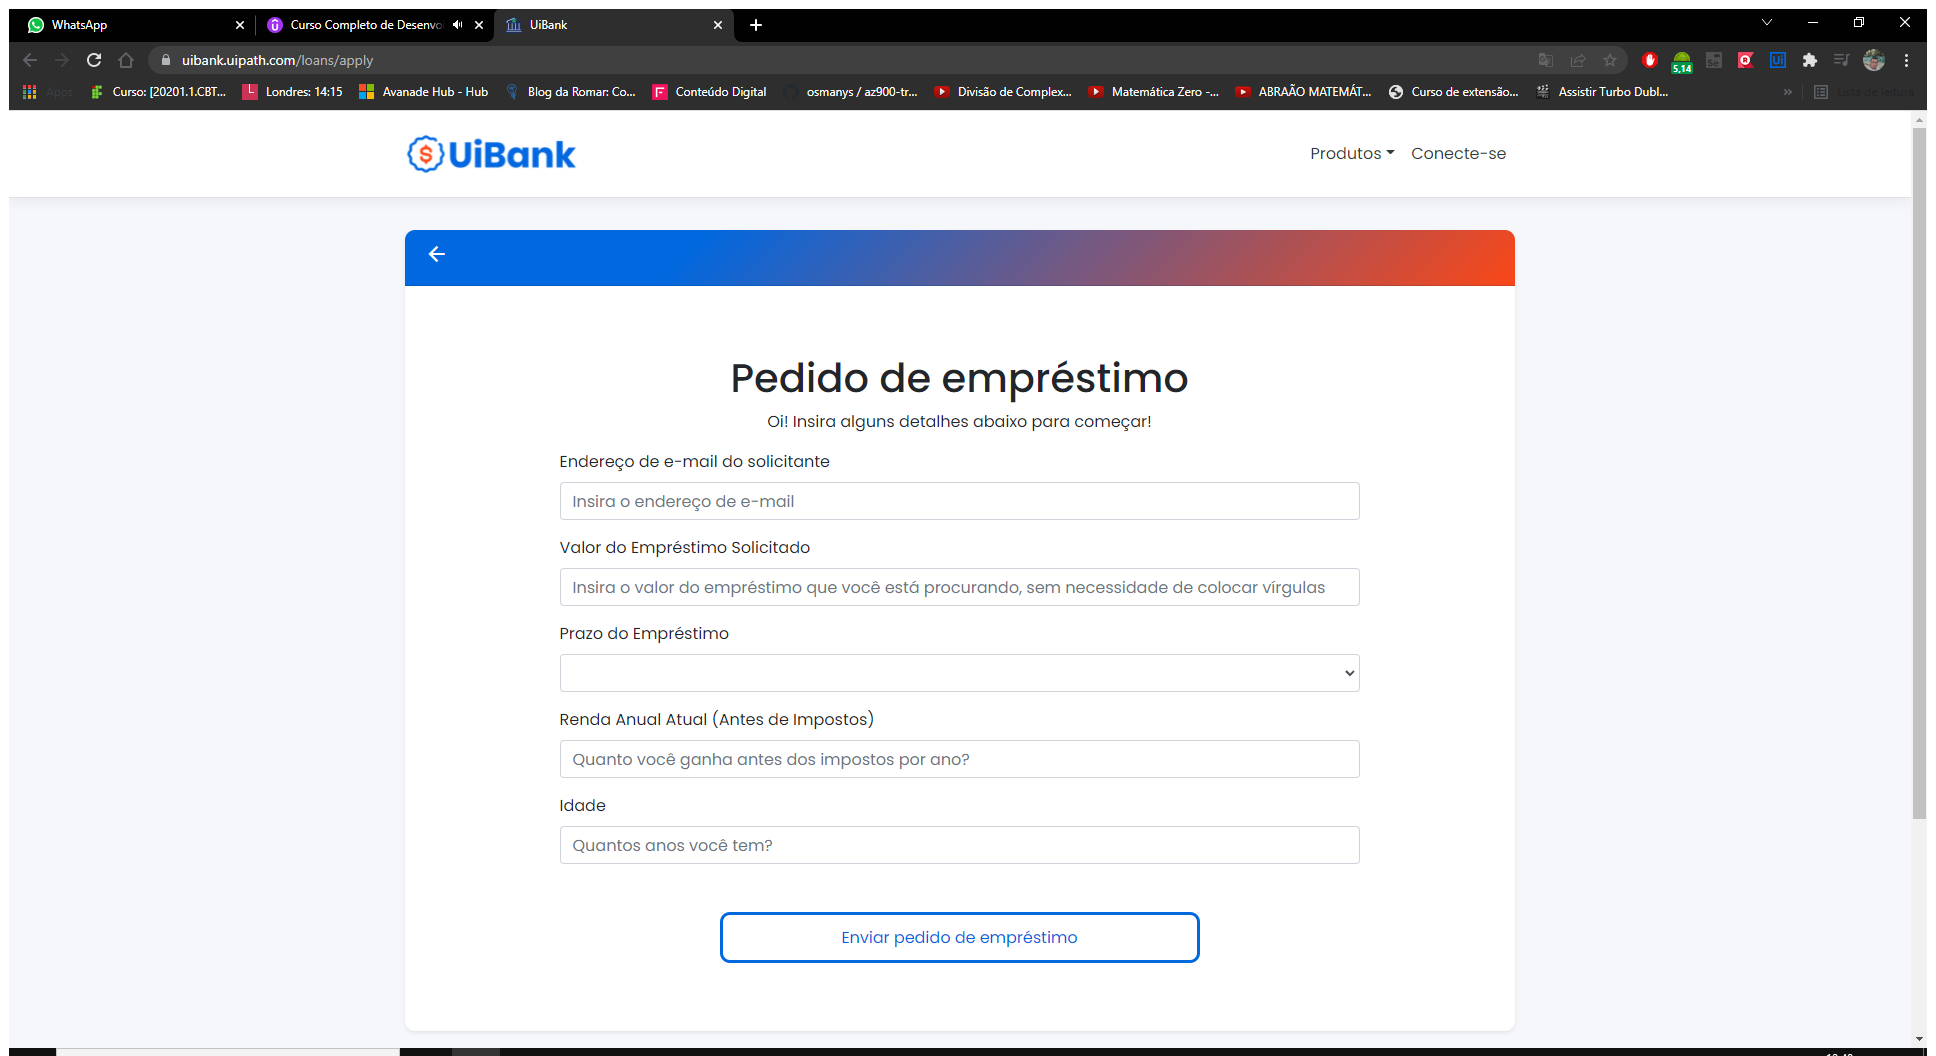 WhatsApp
Curso Completo de Desenvo
UiBank
uibank.uipath.com/loans/apply
5,14
Apps
Curso: [20201.1.CBT...
Londres: 14:15
Avanade Hub - Hub
Blog da Romar: Co...
Conteúdo Digital
osmanys / az900-tr...
Divisão de Complex...
Matemática Zero -...
ABRAÃO MATEMÁT...
Curso de extensão...
Assistir Turbo Dubl...
»
Lista de leitura
UiBank
Produtos
Conecte-se
Pedido de empréstimo
Oi! Insira alguns detalhes abaixo para começar!
Endereço de e-mail do solicitante
Insira o endereço de e-mail
Valor do Empréstimo Solicitado
Insira o valor do empréstimo que você está procurando, sem necessidade de colocar vírgulas
Prazo do Empréstimo
Renda Anual Atual (Antes de Impostos)
Quanto você ganha antes dos impostos por ano?
Idade
Quantos anos você tem?
Enviar pedido de empréstimo